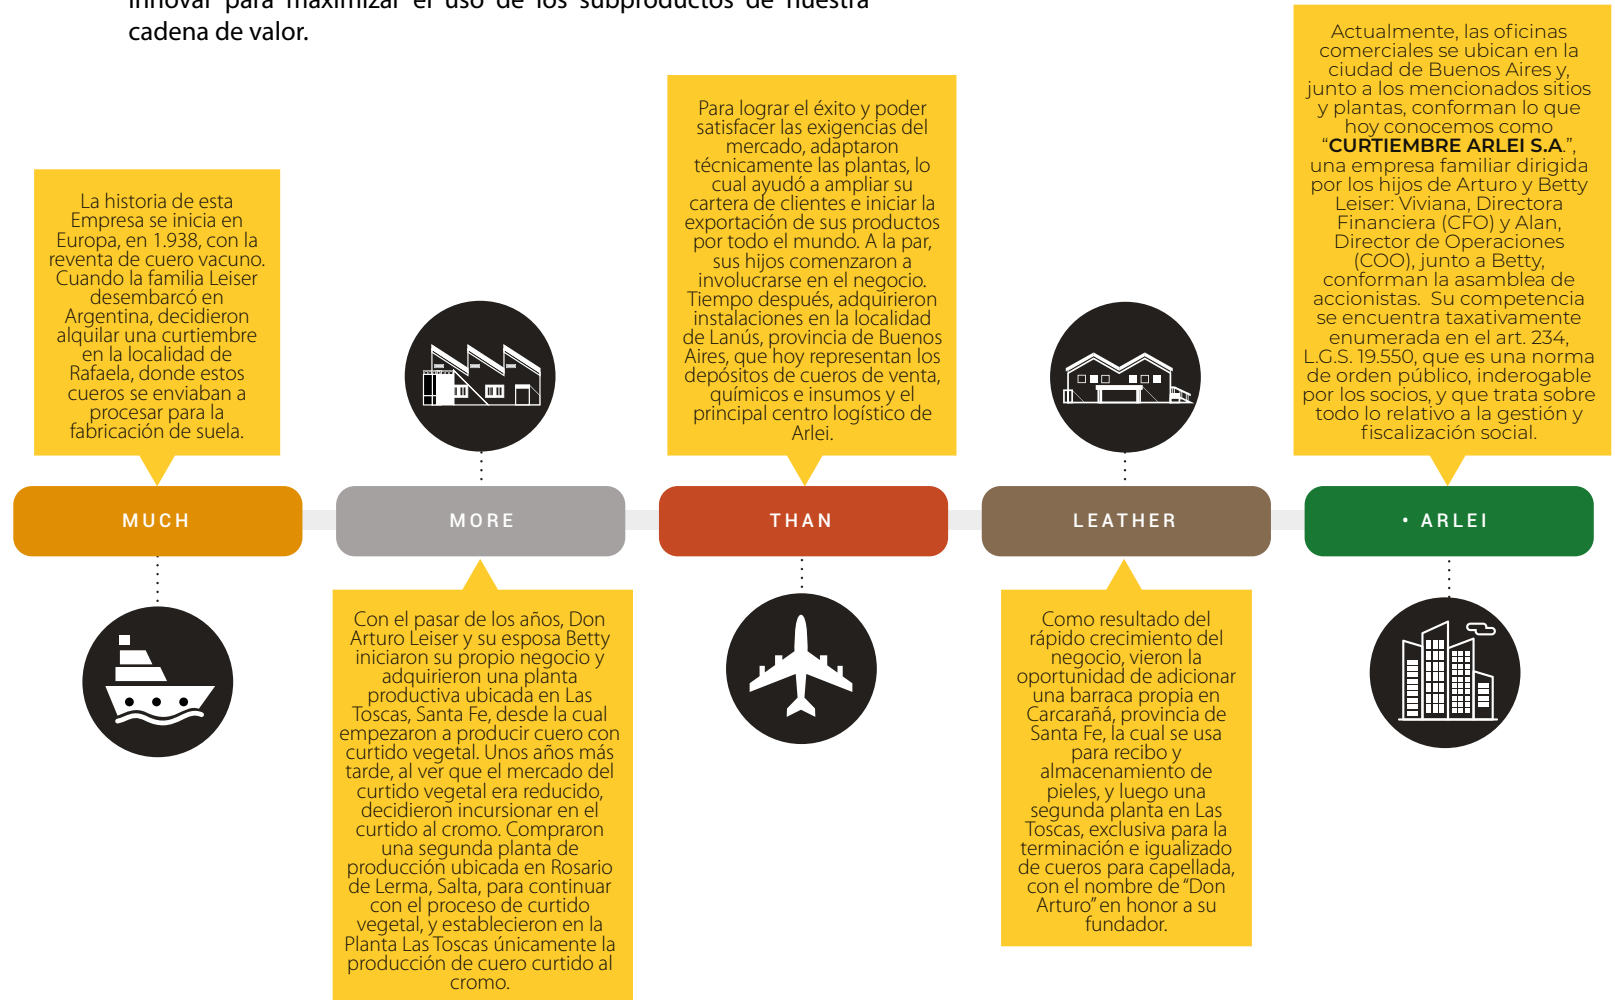 innovar para maximizar el uso de los subproductos de nuestra
cadena de valor.
La historia de esta
Empresa se inicia en
Europa, en 1.938, con la
reventa de cuero vacuno.
Cuando la familia Leiser
desembarcó en
Argentina, decidieron
alquilar una curtiembre
en la localidad de
Rafaela, donde estos
cueros se enviaban a
procesar para la
fabricación de suela.
MUCH
MORE
Con el pasar de los años, Don
Arturo Leiser y su esposa Betty
iniciaron su propio negocio y
adquirieron una planta
productiva ubicada en Las
Toscas, Santa Fe, desde la cual
empezaron a producir cuero con
curtido vegetal. Unos años más
tarde, al ver que el mercado del
curtido vegetal era reducido,
decidieron incursionar en el
curtido al cromo. Compraron
una segunda planta de
producción ubicada en Rosario
de Lerma, Salta, para continuar
con el proceso de curtido
vegetal, y establecieron en la
Planta Las Toscas únicamente la
producción de cuero curtido al
cromo.
Para lograr el éxito y poder
satisfacer las exigencias del
mercado, adaptaron
técnicamente las plantas, lo
cual ayudó a ampliar su
cartera de clientes e iniciar la
exportación de sus productos
por todo el mundo. A la par,
sus hijos comenzaron a
involucrarse en el negocio.
Tiempo después, adquirieron
instalaciones en la localidad
de Lanús, provincia de Buenos
Aires, que hoy representan los
depósitos de cueros de venta,
químicos e insumos y el
principal centro logístico de
Arlei.
THAN
LEATHER
Como resultado del
rápido crecimiento del
negocio, vieron la
oportunidad de adicionar
una barraca propia en
Carcarañá, provincia de
Santa Fe, la cual se usa
para recibo y
almacenamiento de
pieles, y luego una
segunda planta en Las
Toscas, exclusiva para la
terminación e igualizado
de cueros para capellada,
con el nombre de "Don
Arturo" en honor a su
fundador.
Actualmente, las oficinas
comerciales se ubican en la
ciudad de Buenos Aires y,
junto a los mencionados sitios
y plantas, conforman lo que
hoy conocemos como
“CURTIEMBRE ARLEI S.A.”,
una empresa familiar dirigida
por los hijos de Arturo y Betty
Leiser: Viviana, Directora
Financiera (CFO) y Alan,
Director de Operaciones
(COO), junto a Betty,
conforman la asamblea de
accionistas. Su competencia
se encuentra taxativamente
enumerada en el art. 234,
L.G.S. 19.550, que es una norma
de orden público, inderogable
por los socios, y que trata sobre
todo lo relativo a la gestión y
fiscalización social.
• ARLEI